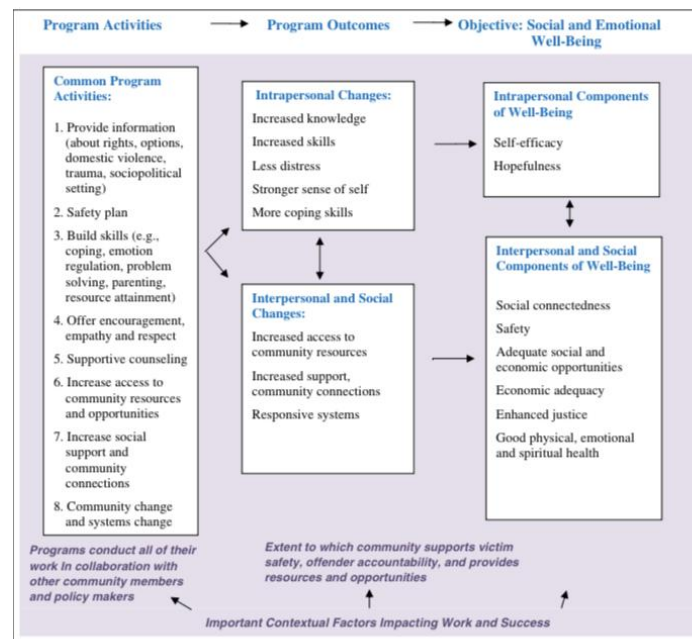 Program Activities
Program Outcomes
Objective: Social and Emotional
Well-Being
Common Program
Activities:
1. Provide information
(about rights, options,
domestic violence,
trauma, sociopolitical
setting)
2. Safety plan
3. Build skills (e.g.,
coping, emotion
regulation, problem
solving, parenting,
resource attainment)
4. Offer encouragement,
empathy and respect
5. Supportive counseling
6. Increase access to
community resources
and opportunities
7. Increase social
support and
community
connections
8. Community change
and systems change
Intrapersonal Changes:
Increased knowledge
Increased skills
Less distress
Stronger sense of self
More coping skills
Interpersonal and Social
Changes:
Increased access to
community resources
Increased support,
community connections
Responsive systems
Intrapersonal Components
of Well-Being
Self-efficacy
Hopefulness
Interpersonal and Social
Components of Well-Being
Social connectedness
Safety
Adequate social and
economic opportunities
Economic adequacy
Enhanced justice
Good physical, emotional
and spiritual health
Programs conduct all of their
work In collaboration with
other community members
and policy makers
Extent to which community supports victim
safety, offender accountability, and provides
resources and opportunities
Important Contextual Factors Impacting Work and Success